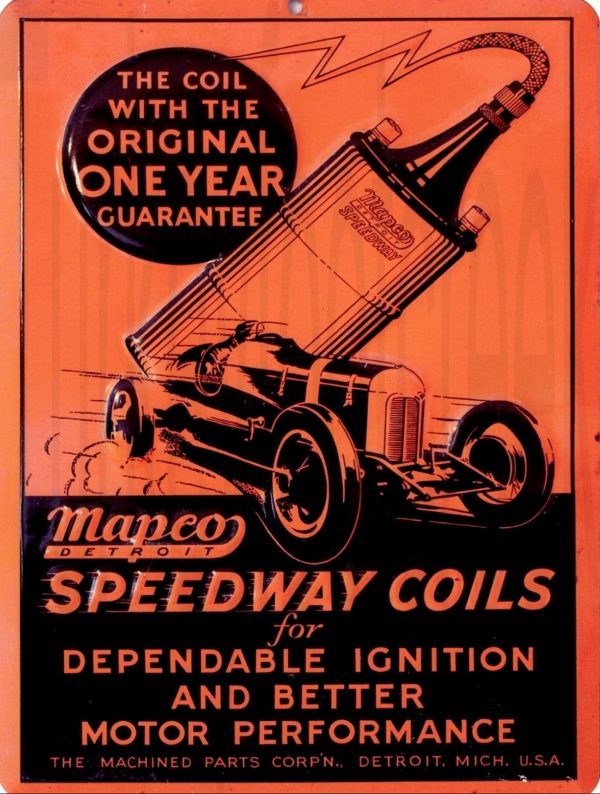 THE COIL
WITH THE
ORIGINAL
ONE YEAR
GUARANTEE
Mapco
DETROIT
SPEEDWAY
Mapco
DETROIT
SPEEDWAY COILS
for
DEPENDABLE IGNITION
AND BETTER
MOTOR PERFORMANCE
THE MACHINED PARTS CORP'N., DETROIT, MICH. U.S.A.